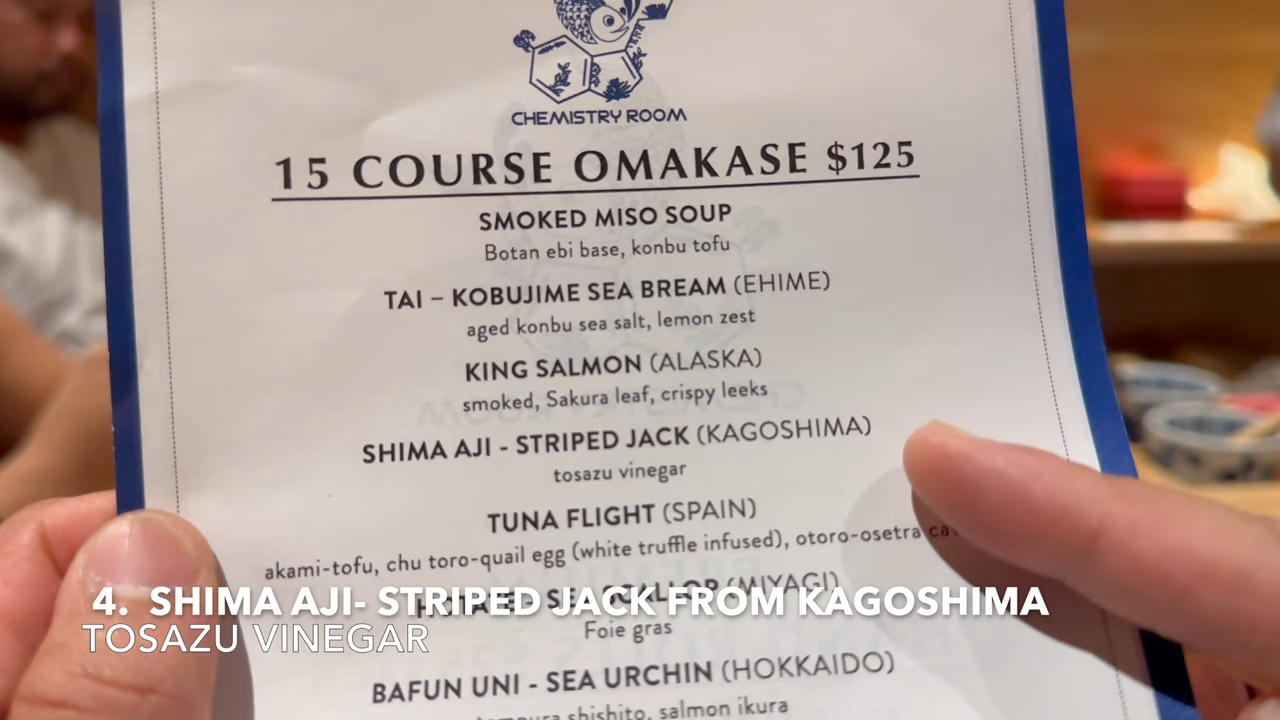 CHEMISTRY ROOM
15 COURSE OMAKASE $125
SMOKED MISO SOUP
Botan ebi base, konbu tofu
TAI – KOBUJIME SEA BREAM (EHIME)
aged konbu sea salt, lemon zest
KING SALMON (ALASKA)
smoked, Sakura leaf, crispy leeks
SHIMA AJI - STRIPED JACK (KAGOSHIMA)
tosazu vinegar
TUNA FLIGHT (SPAIN)
akami-tofu, chu toro-quail egg (white truffle infused), otoro-osetra
(MIYAGI)
4. SHIMA AJI- STRIPED JACK FROM KAGOSHIMA
Foie gras
TOSAZU VINEGAR
BAFUN UNI - SEA URCHIN (HOKKAIDO)
shishito, salmon ikura